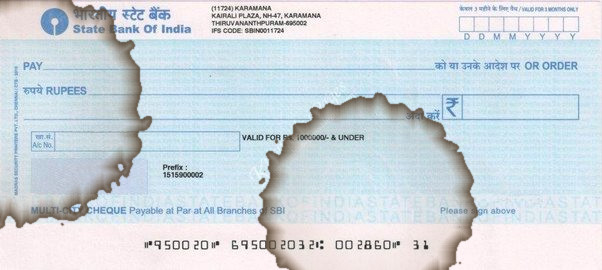 भारतीय स्टेट बैंक
State Bank Of India
(11724) KARAMANA
KAIRALI PLAZA, NH-47, KARAMANA
THIRUVANANTHPURAM-695002
IFS CODE: SBIN0011724
केवल 3 महीने के लिए वैध / VALID FOR 3 MONTHS ONLY
D D M M Y Y Y Y
PAY
को या उनके आदेश पर OR ORDER
रुपये RUPEES
अदा करें ₹
खा.सं.
A/c No.
VALID FOR RS. 1000000/- & UNDER
Prefix :
1515900002
MULTI-CITY CHEQUE Payable at Par at All Branches of SBI
Please sign above
⑈950020⑈ 695002032⑆ 002860⑈ 31